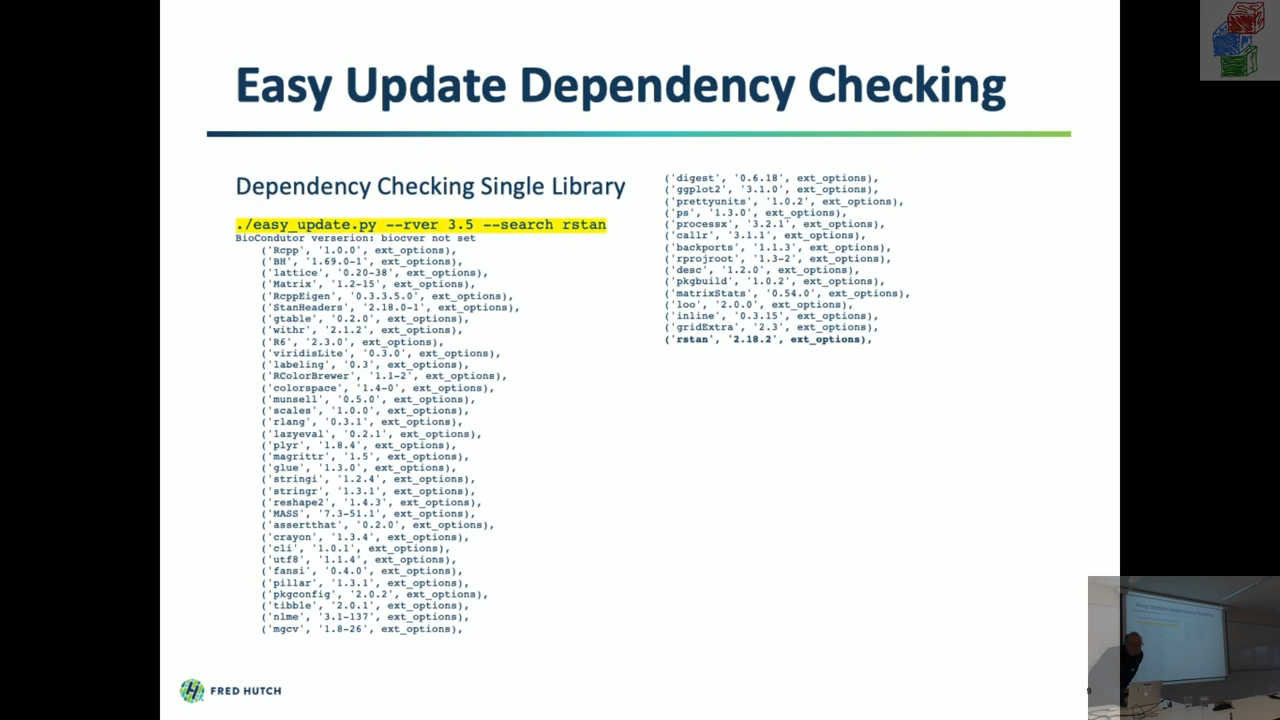 Easy Update Dependency Checking
Dependency Checking Single Library
./easy_update.py --rver 3.5 --search rstan
BioCondutor verserion: biocver not set
('Rcpp', '1.0.0', ext_options),
('BH', '1.69.0-1', ext_options),
('lattice', '0.20-38', ext_options),
('Matrix', '1.2-15', ext_options),
('RcppEigen', '0.3.3.5.0', ext_options),
('StanHeaders', '2.18.0-1', ext_options),
('gtable', '0.2.0', ext_options),
('withr', '2.1.2', ext_options),
('R6', '2.3.0', ext_options),
('viridisLite', '0.3.0', ext_options),
('labeling', '0.3', ext_options),
('RColorBrewer', '1.1-2', ext_options),
('colorspace', '1.4-0', ext_options),
('munsell', '0.5.0', ext_options),
('scales', '1.0.0', ext_options),
('rlang', '0.3.1', ext_options),
('lazyeval', '0.2.1', ext_options),
('plyr', '1.8.4', ext_options),
('magrittr', '1.5', ext_options),
('glue', '1.3.0', ext_options),
('stringi', '1.2.4', ext_options),
('stringr', '1.3.1', ext_options),
('reshape2', '1.4.3', ext_options),
('MASS', '7.3-51.1', ext_options),
('assertthat', '0.2.0', ext_options),
('crayon', '1.3.4', ext_options),
('cli', '1.0.1', ext_options),
('utf8', '1.1.4', ext_options),
('fansi', '0.4.0', ext_options),
('pillar', '1.3.1', ext_options),
('pkgconfig', '2.0.2', ext_options),
('tibble', '2.0.1', ext_options),
('nlme', '3.1-137', ext_options),
('mgcv', '1.8-26', ext_options),
('digest', '0.6.18', ext_options),
('ggplot2', '3.1.0', ext_options),
('prettyunits', '1.0.2', ext_options),
('ps', '1.3.0', ext_options),
('processx', '3.2.1', ext_options),
('callr', '3.1.1', ext_options),
('backports', '1.1.3', ext_options),
('rprojroot', '1.3-2', ext_options),
('desc', '1.2.0', ext_options),
('pkgbuild', '1.0.2', ext_options),
('matrixStats', '0.54.0', ext_options),
('loo', '2.0.0', ext_options),
('inline', '0.3.15', ext_options),
('gridExtra', '2.3', ext_options),
('rstan', '2.18.2', ext_options),
FRED HUTCH
Easy Update Dependency Checking
9